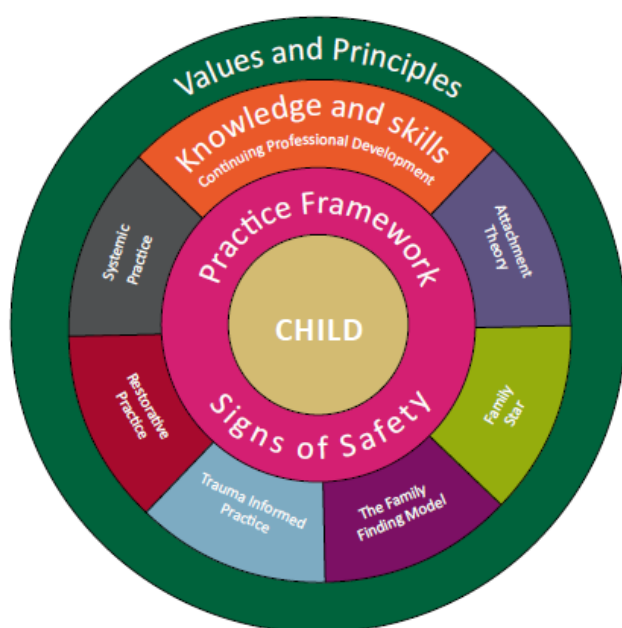 Values and Principles
Knowledge and skills
Continuing Professional Development
Attachment
Theory
Family
Star
The Family
Finding Model
Trauma Informed
Practice
Restorative
Practice
Systemic
Practice
Practice Framework
Signs of Safety
CHILD